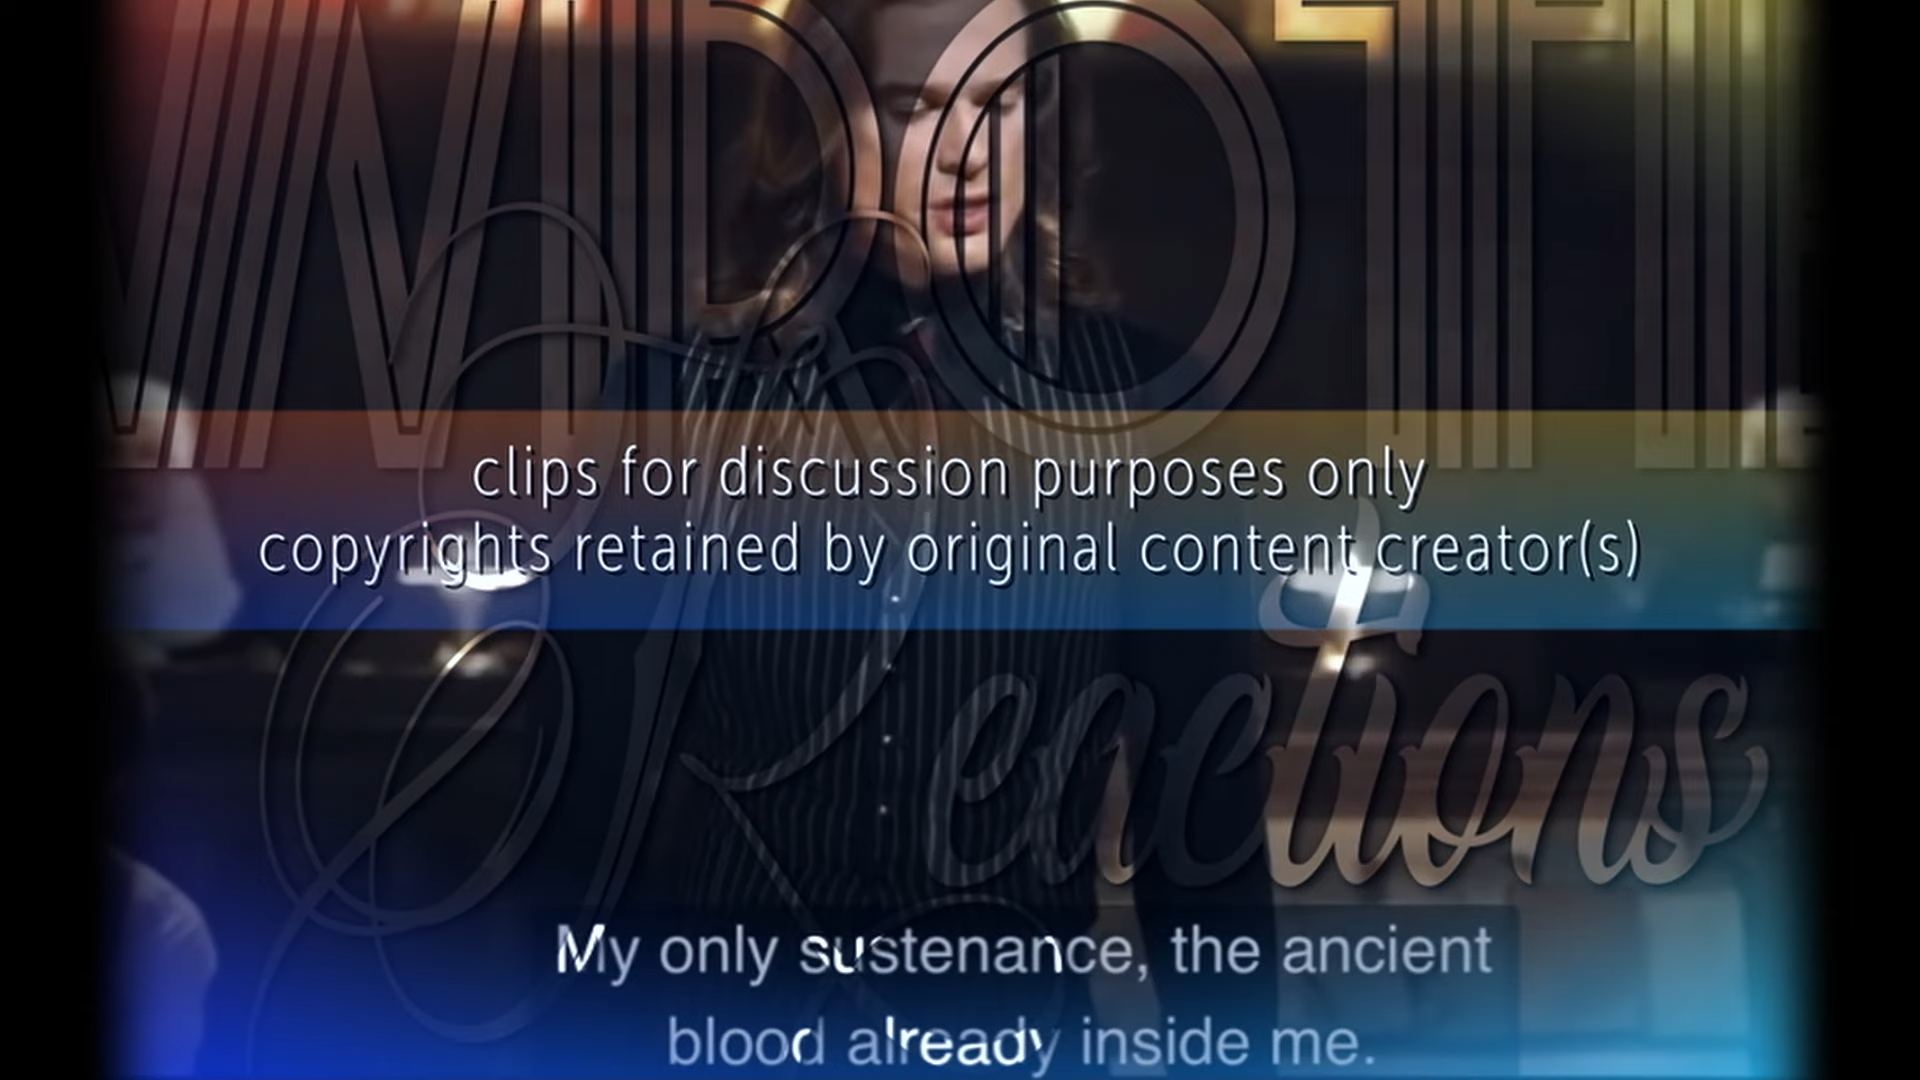 clips for discussion purposes only
copyrights retained by original content creator(s)
Reactions
My only sustenance, the ancient
blood already inside me.